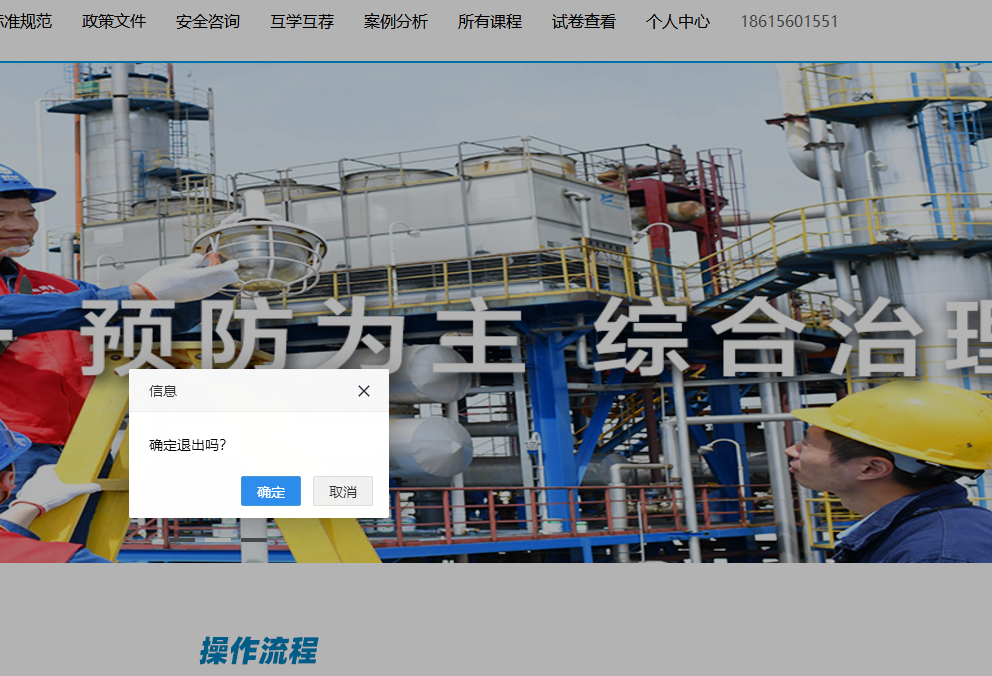 准规范 政策文件 安全咨询 互学互荐 案例分析 所有课程 试卷查看 个人中心 18615601551
预防为主 综合治理
信息
确定退出吗?
确定 取消
操作流程